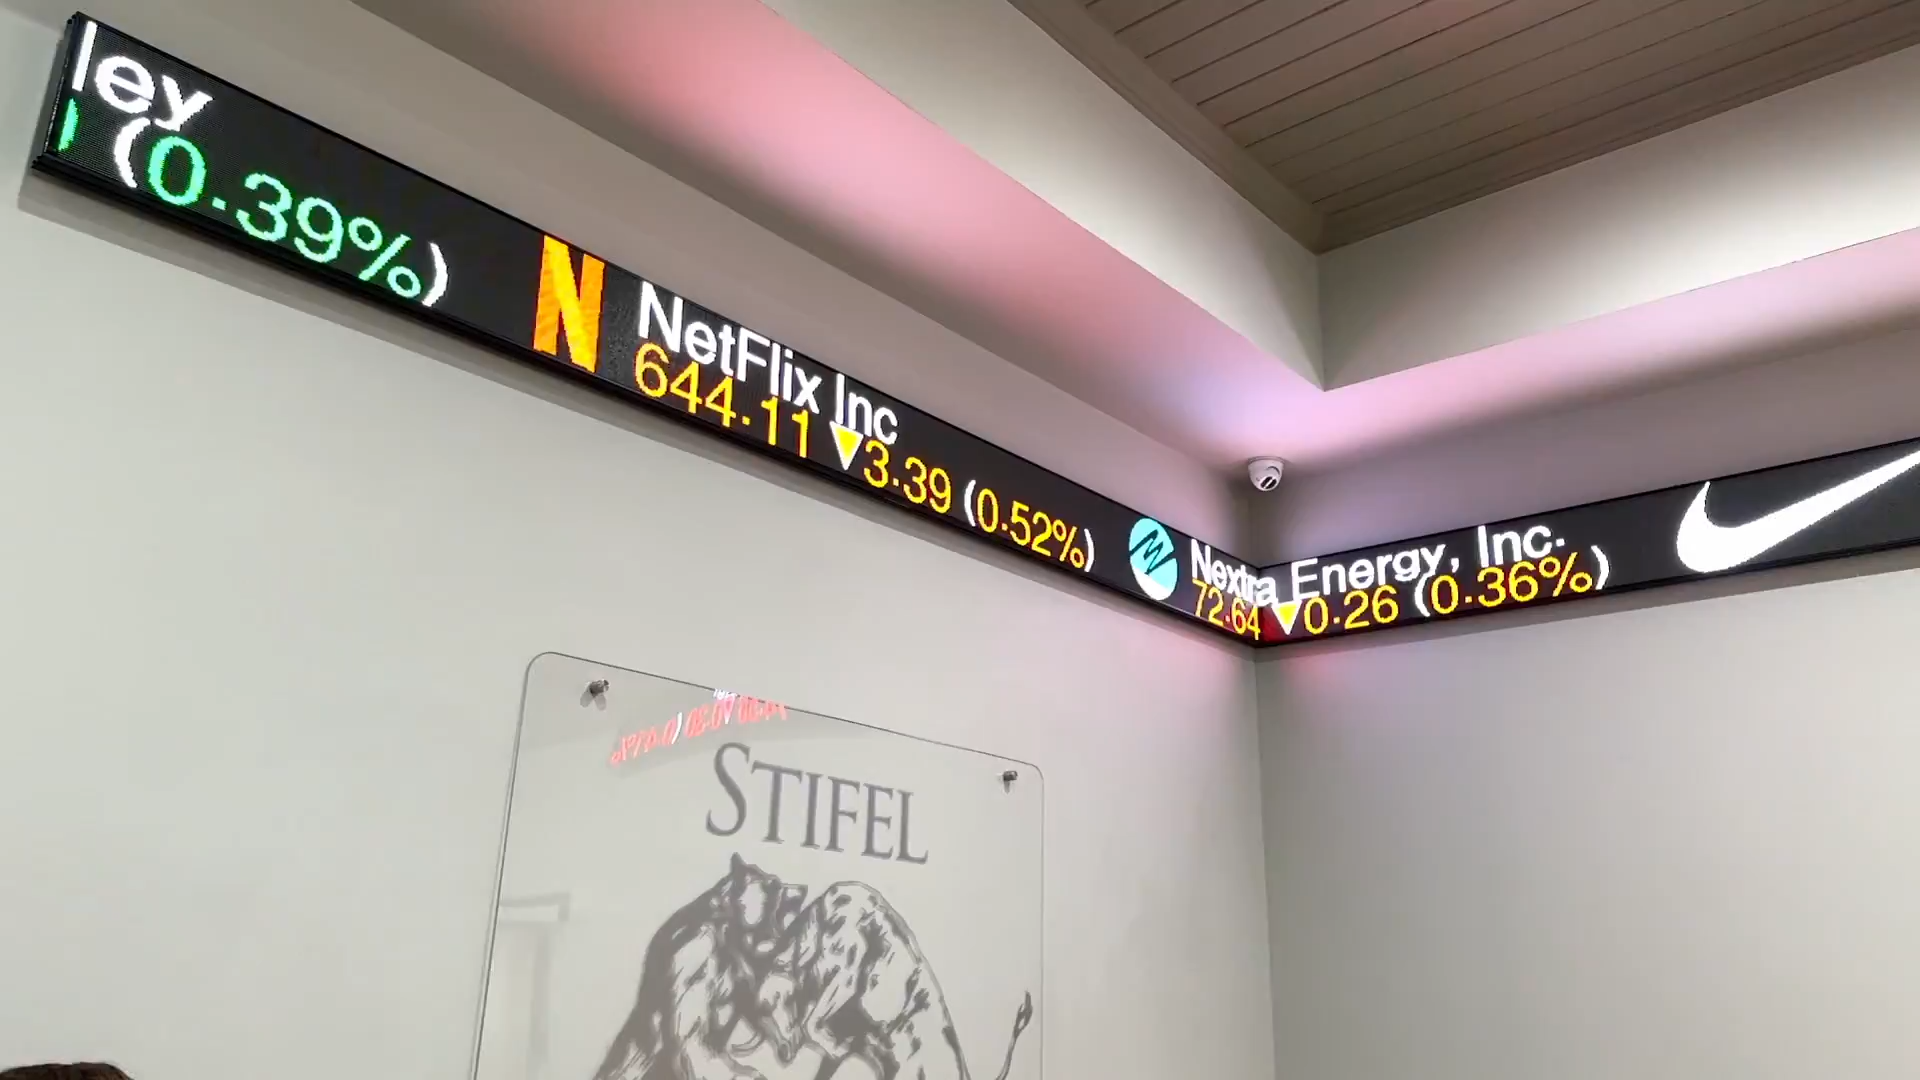 ley
(0.39%)
NetFlix Inc
644.11 ▼3.39 (0.52%)
Nextra Energy, Inc.
72.64 ▼0.26 (0.36%)
STIFEL